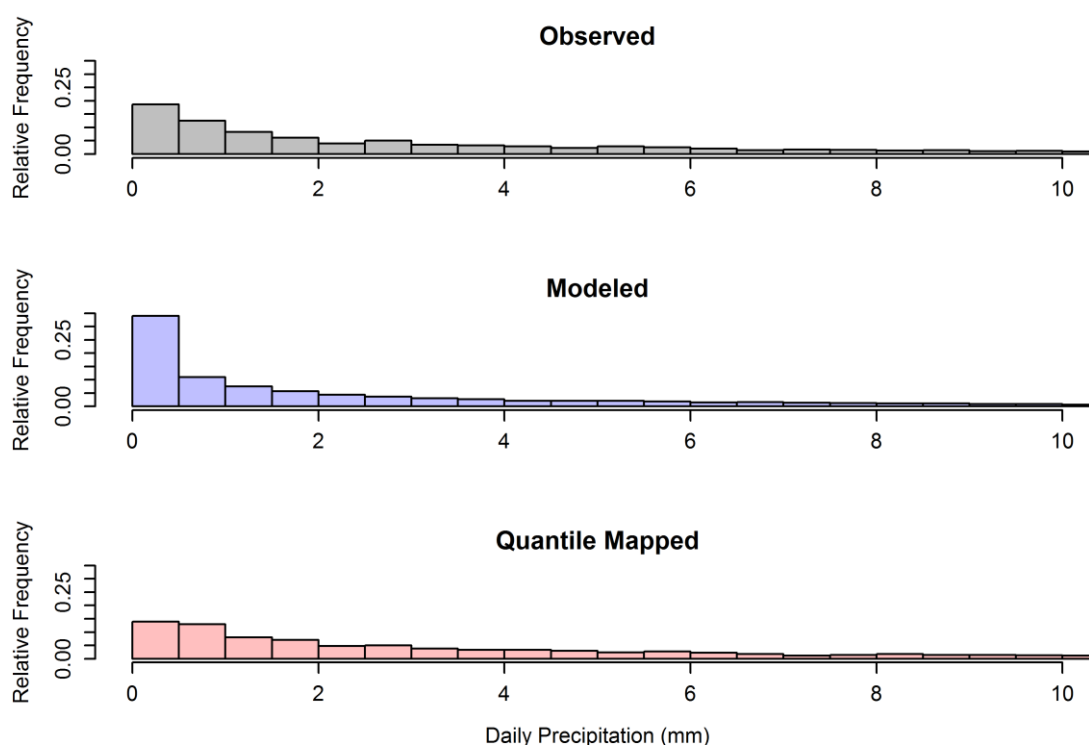 Observed
Relative Frequency
0.25
0.00
0 2 4 6 8 10
Modeled
Relative Frequency
0.25
0.00
0 2 4 6 8 10
Quantile Mapped
Relative Frequency
0.25
0.00
0 2 4 6 8 10
Daily Precipitation (mm)